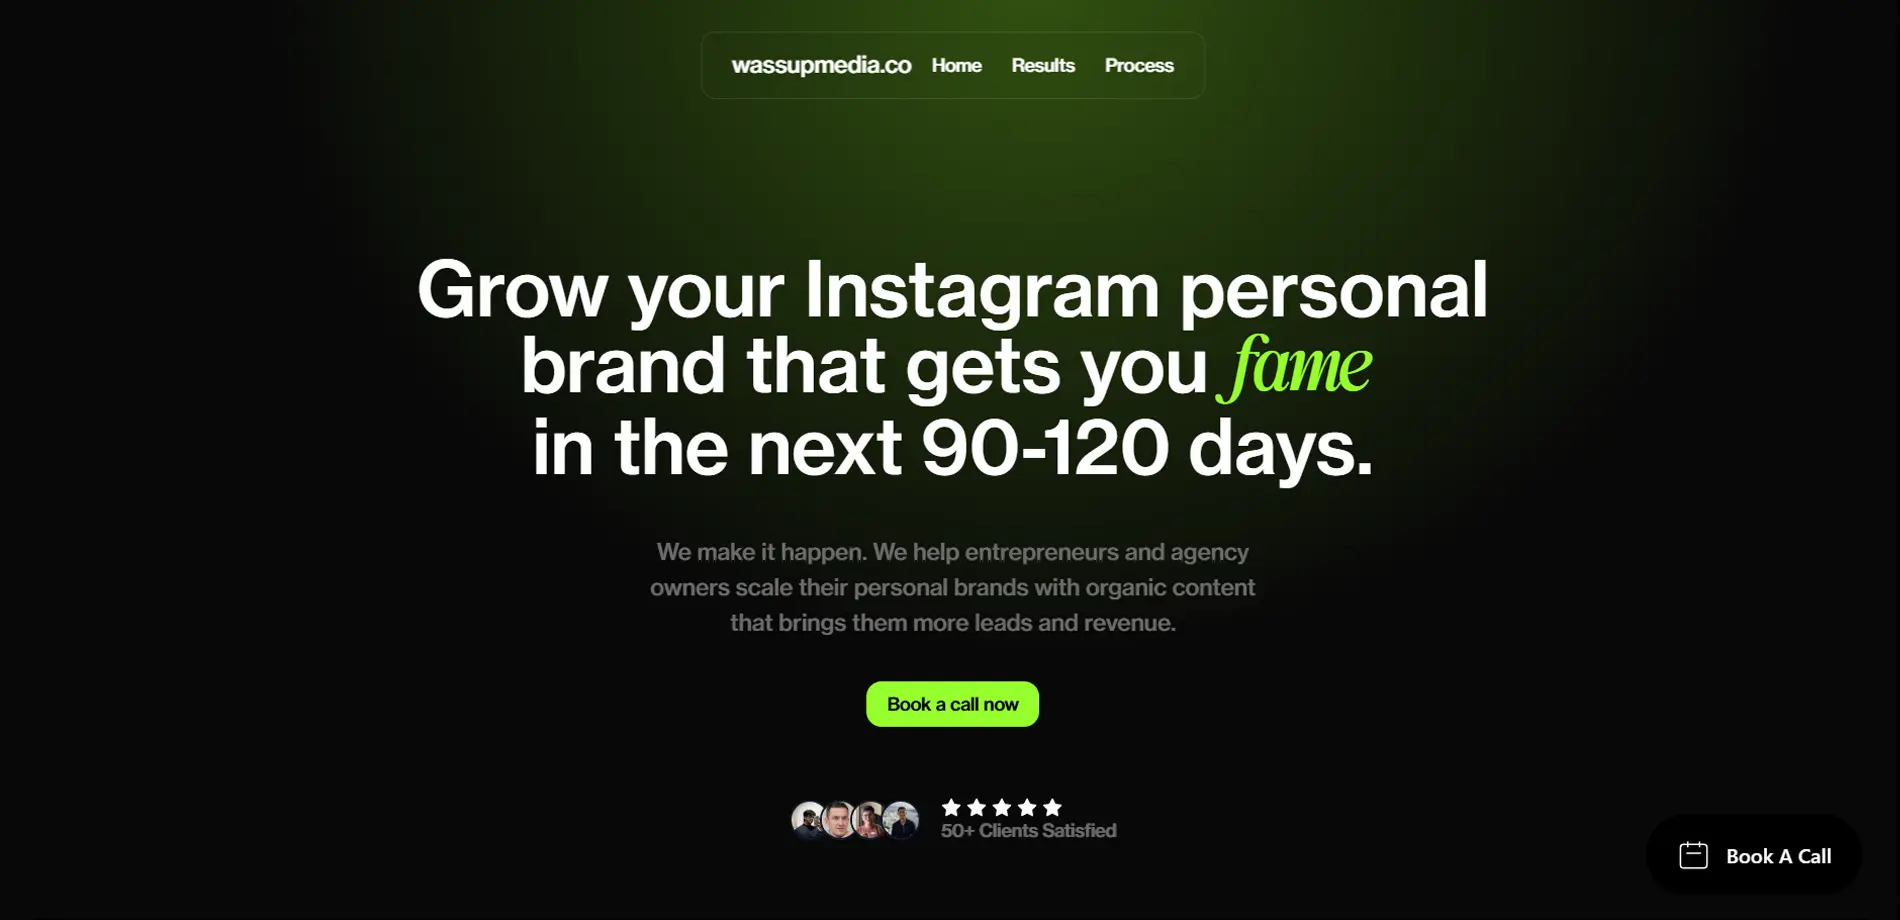 wassupmedia.co Home Results Process
Grow your Instagram personal
brand that gets you fame
in the next 90-120 days.
We make it happen. We help entrepreneurs and agency
owners scale their personal brands with organic content
that brings them more leads and revenue.
Book a call now
50+ Clients Satisfied
Book A Call